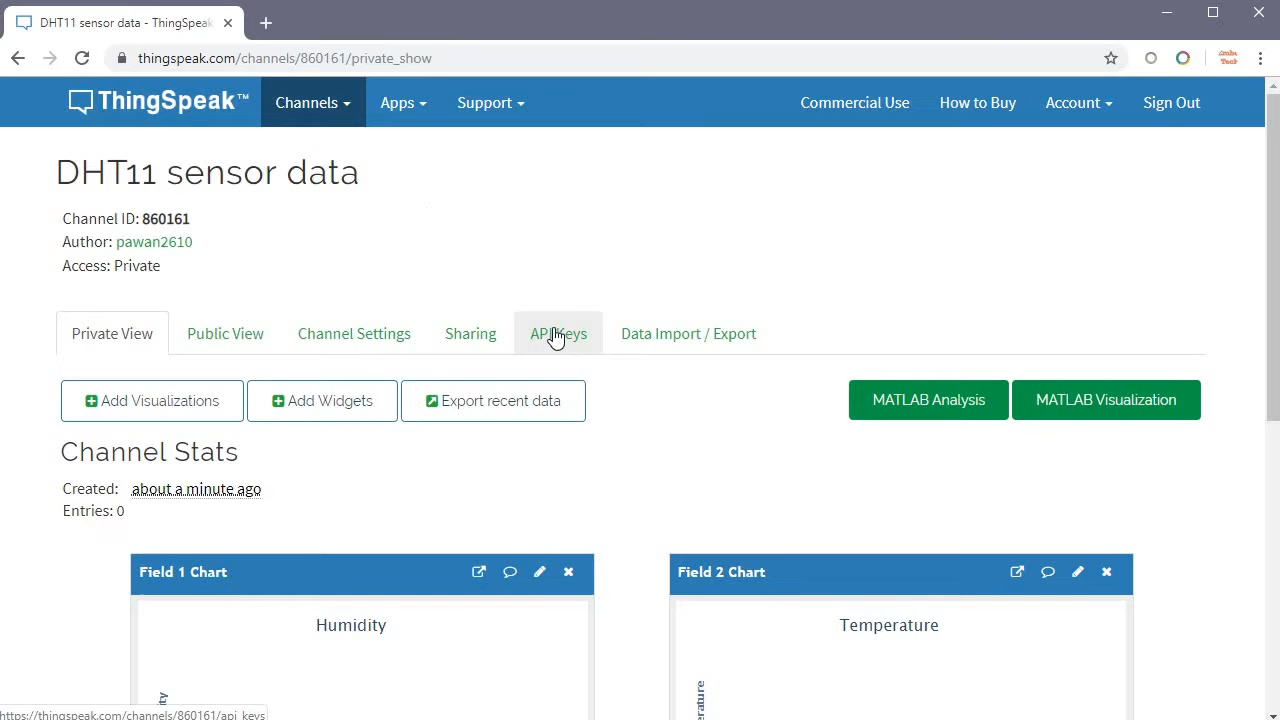 DHT11 sensor data - ThingSpeak
thingspeak.com/channels/860161/private_show
ThingSpeak™
Channels
Apps
Support
Commercial Use
How to Buy
Account
Sign Out
DHT11 sensor data
Channel ID: 860161
Author: pawan2610
Access: Private
Private View
Public View
Channel Settings
Sharing
API Keys
Data Import / Export
Add Visualizations
Add Widgets
Export recent data
MATLAB Analysis
MATLAB Visualization
Channel Stats
Created: about a minute ago
Entries: 0
Field 1 Chart
Field 2 Chart
Humidity
Temperature
https://thingspeak.com/channels/860161/api_keys